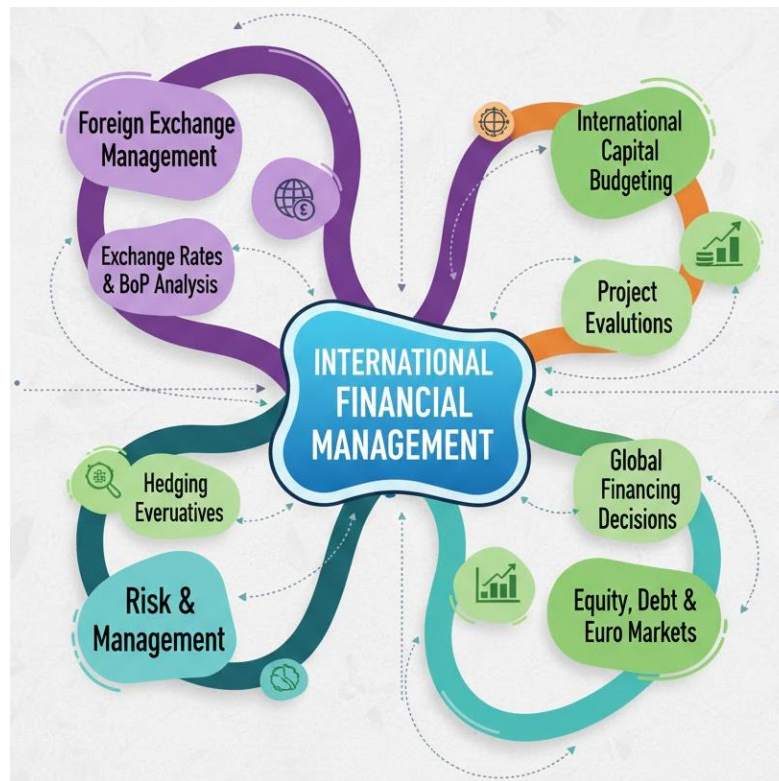 Foreign Exchange
Management
Exchange Rates
& BoP Analysis
International
Capital
Budgeting
Project
Evalutions
INTERNATIONAL
FINANCIAL
MANAGEMENT
Hedging
Everuatives
Risk &
Management
Global
Financing
Decisions
Equity, Debt &
Euro Markets